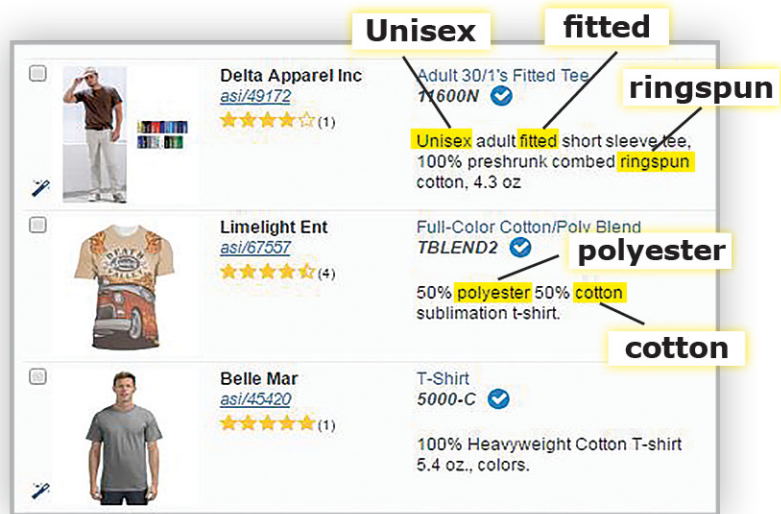 Unisex
fitted
ringspun
Delta Apparel Inc
asi/49172
(1)
Adult 30/1's Fitted Tee
11600N
Unisex adult fitted short sleeve tee,
100% preshrunk combed ringspun
cotton, 4.3 oz
Limelight Ent
asi/67557
(4)
Full-Color Cotton/Poly Blend
TBLEND2
polyester
50% polyester 50% cotton
sublimation t-shirt.
cotton
DEATH
VALLEY
Belle Mar
asi/45420
(1)
T-Shirt
5000-C
100% Heavyweight Cotton T-shirt
5.4 oz., colors.